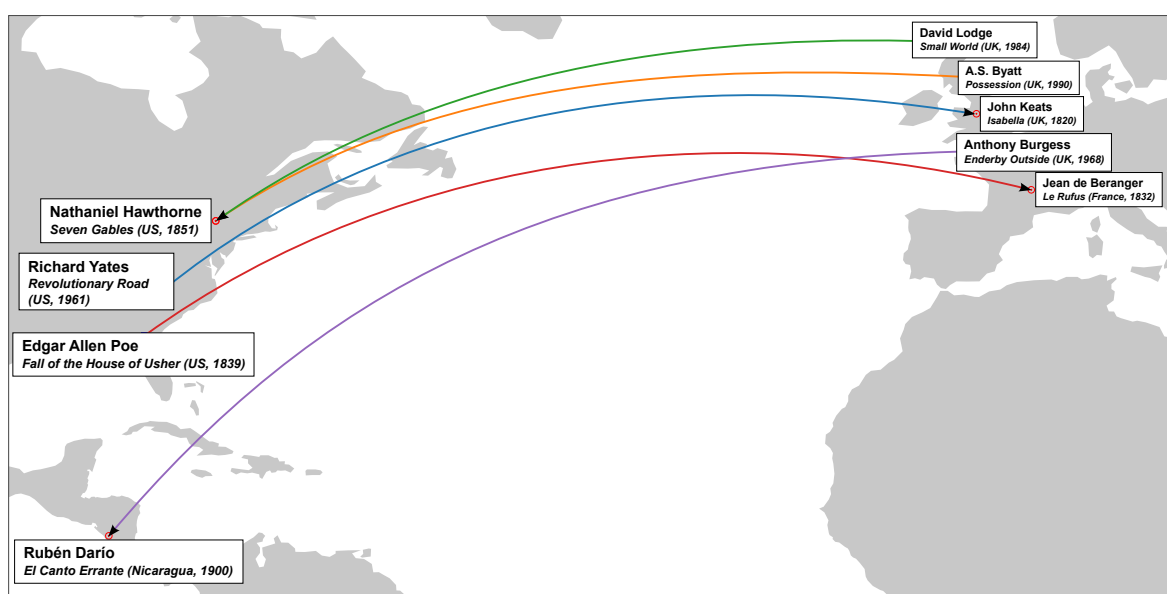 David Lodge
Small World (UK, 1984)
A.S. Byatt
Possession (UK, 1990)
John Keats
Isabella (UK, 1820)
Anthony Burgess
Enderby Outside (UK, 1968)
Jean de Beranger
Le Rufus (France, 1832)
Nathaniel Hawthorne
Seven Gables (US, 1851)
Richard Yates
Revolutionary Road
(US, 1961)
Edgar Allen Poe
Fall of the House of Usher (US, 1839)
Rubén Darío
El Canto Errante (Nicaragua, 1900)